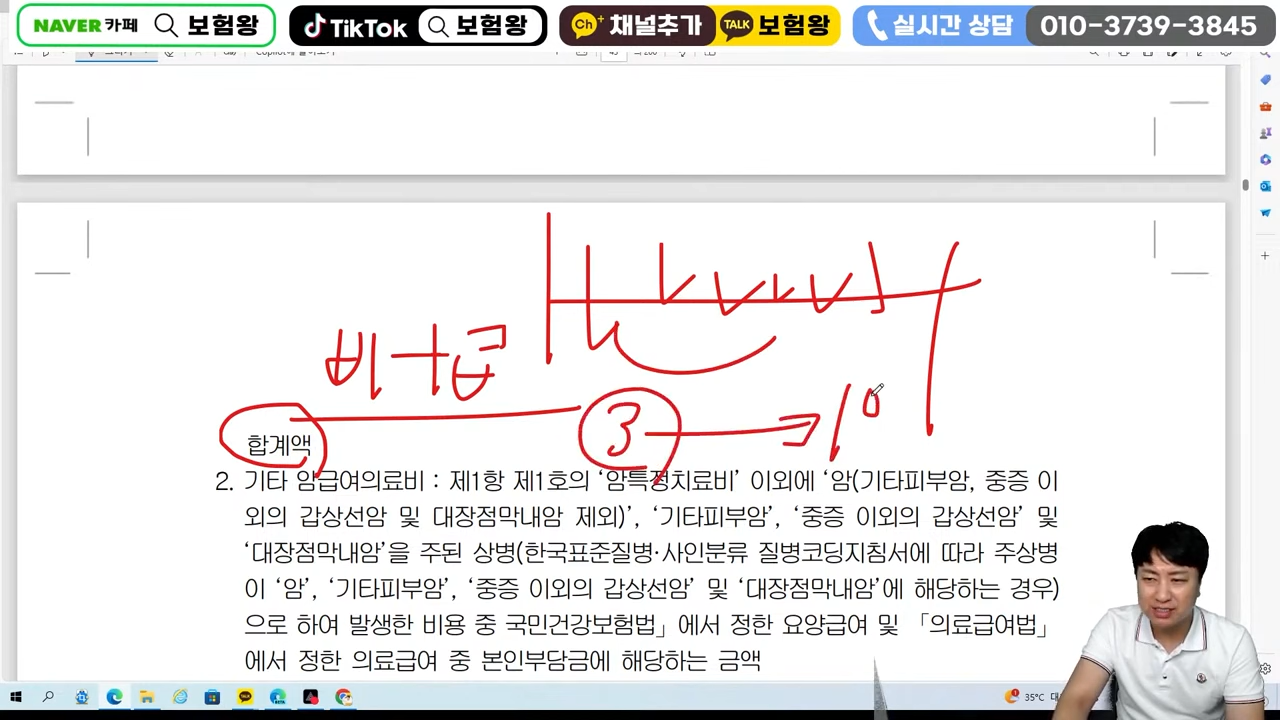 NAVER 카페 보험왕 TikTok 보험왕 Ch+ 채널추가 TALK 보험왕 실시간 상담 010-3739-3845
비+급
3 → 10
합계액
2. 기타 암급여의료비 : 제1항 제1호의 ‘암특정치료비’ 이외에 ‘암(기타피부암, 중증 이
외의 갑상선암 및 대장점막내암 제외)’, ‘기타피부암’, ‘중증 이외의 갑상선암’ 및
‘대장점막내암’을 주된 상병(한국표준질병·사인분류 질병코딩지침서에 따라 주상병
이 ‘암’, ‘기타피부암’, ‘중증 이외의 갑상선암’ 및 ‘대장점막내암’에 해당하는 경우)
으로 하여 발생한 비용 중 국민건강보험법」에서 정한 요양급여 및 「의료급여법」
에서 정한 의료급여 중 본인부담금에 해당하는 금액
35°C